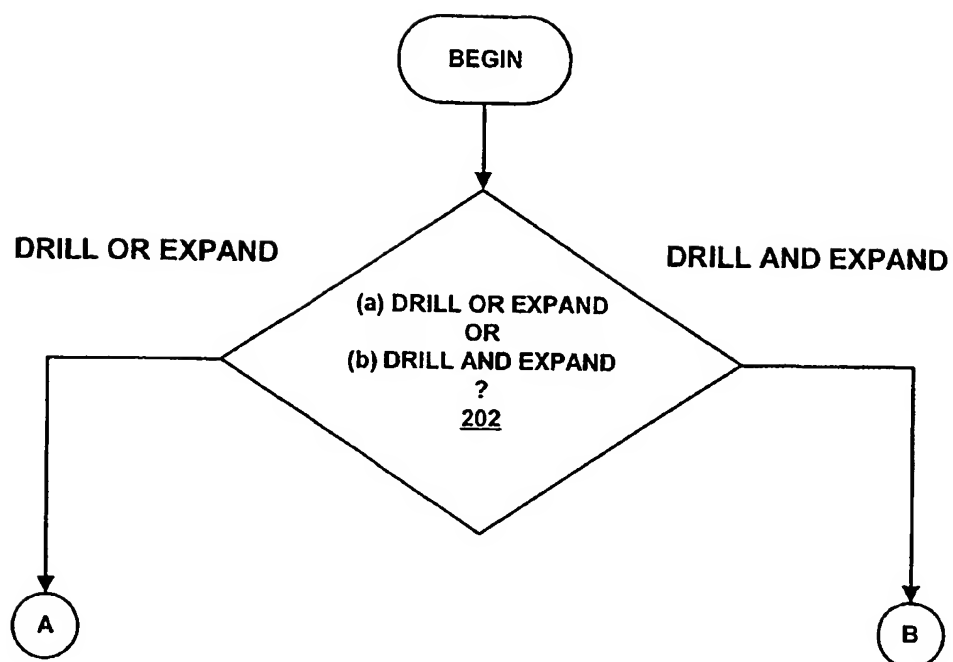 BEGIN
DRILL OR EXPAND
DRILL AND EXPAND
(a) DRILL OR EXPAND
OR
(b) DRILL AND EXPAND
?
202
A
B